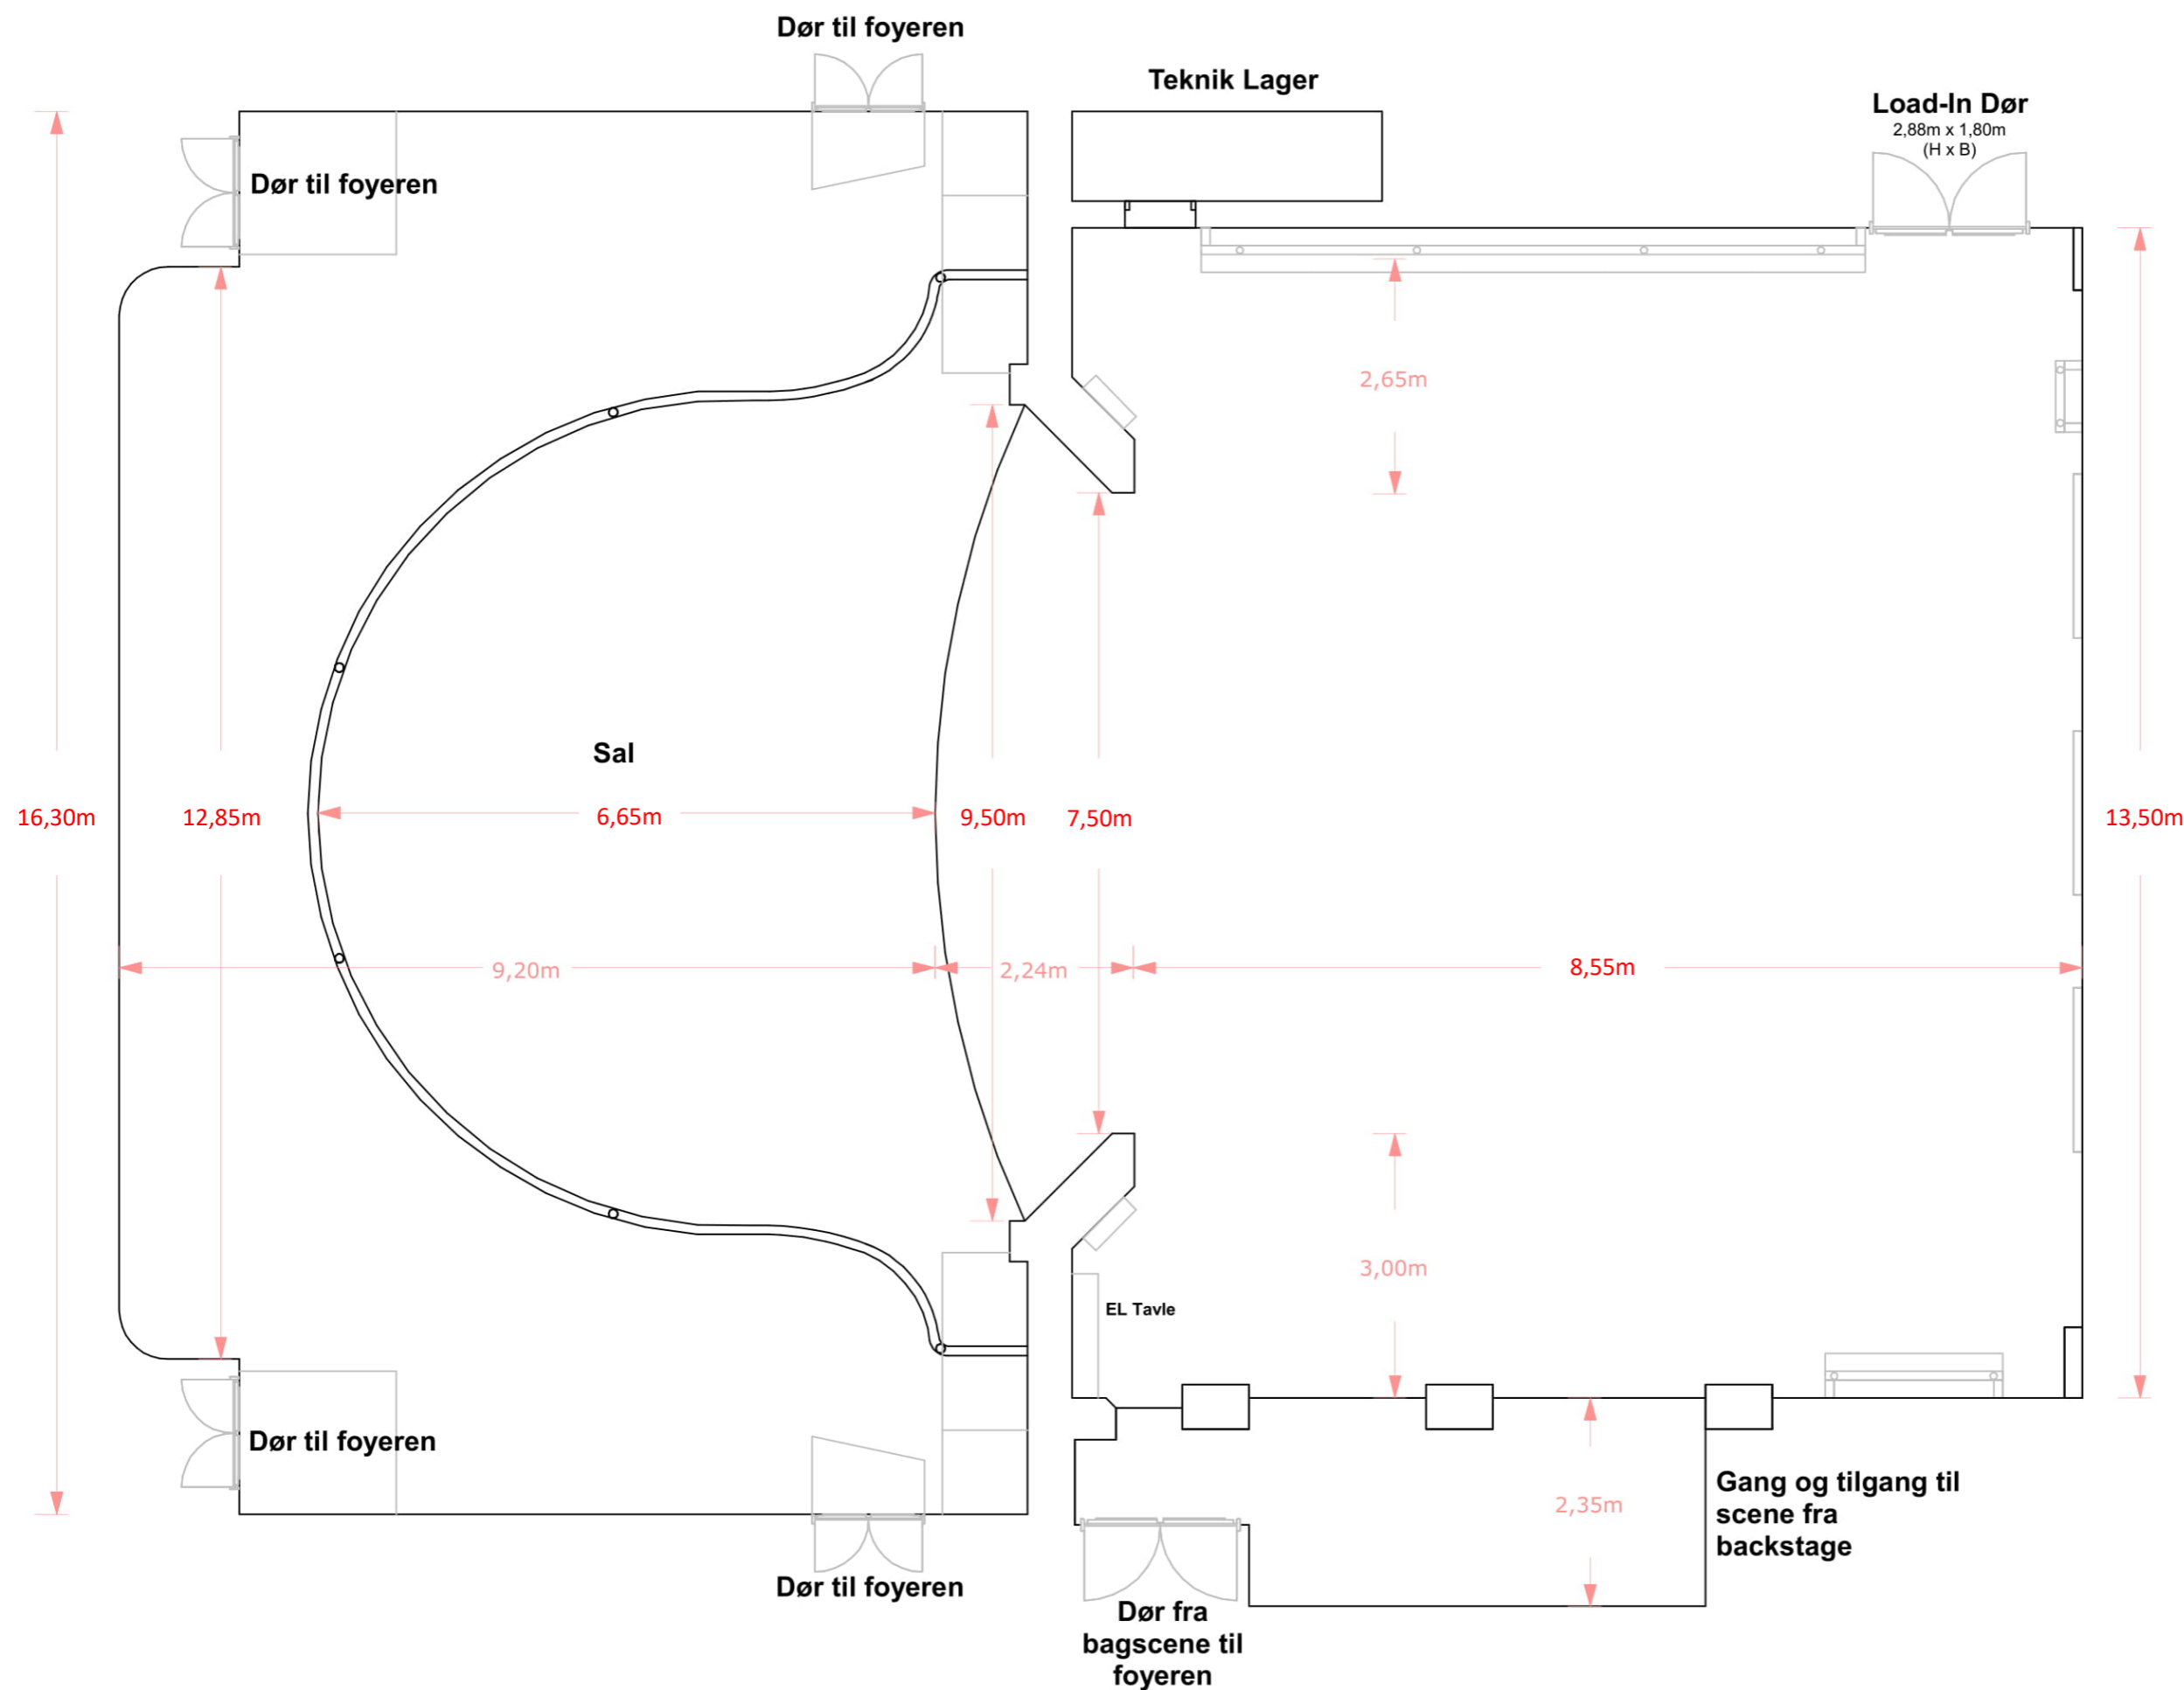 Dør til foyeren
Teknik Lager
Load-In Dør
2,88m x 1,80m
(H x B)
Dør til foyeren
2,65m
Sal
16,30m
12,85m
6,65m
9,50m
7,50m
13,50m
9,20m
2,24m
8,55m
3,00m
EL Tavle
Dør til foyeren
Gang og tilgang til
scene fra
backstage
2,35m
Dør til foyeren
Dør fra
bagscene til
foyeren